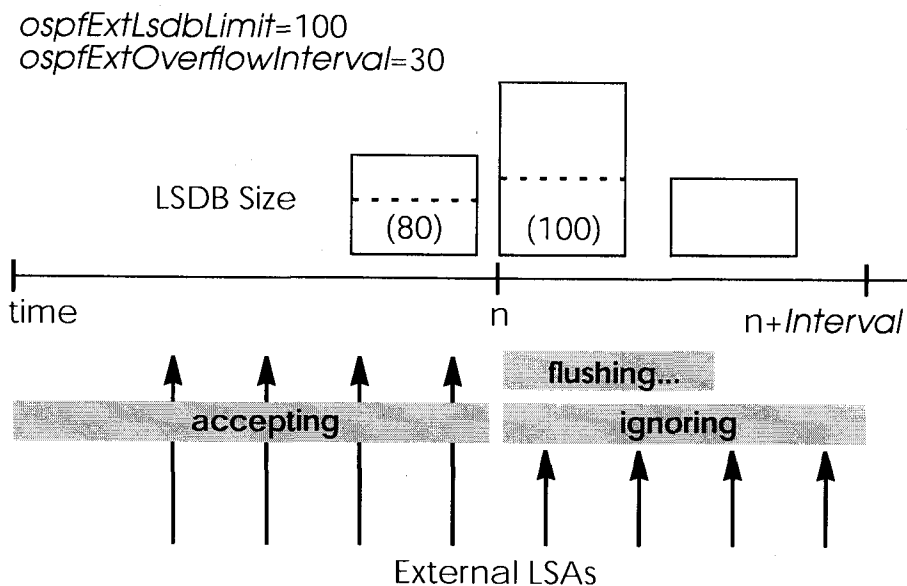 ospfExtLsdbLimit=100
ospfExtOverflowInterval=30
LSDB Size
(80)
(100)
time
n
n+Interval
flushing...
accepting
ignoring
External LSAs